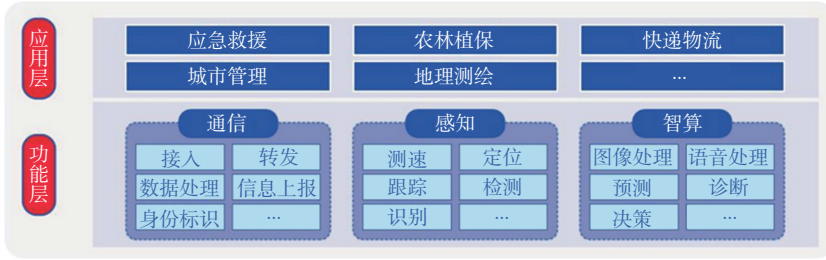 应用层
应急救援 农林植保 快递物流
城市管理 地理测绘 …
功能层
通信 感知 智算
接入 转发 测速 定位 图像处理 语音处理
数据处理 信息上报 跟踪 检测 预测 诊断
身份标识 … 识别 … 决策 …